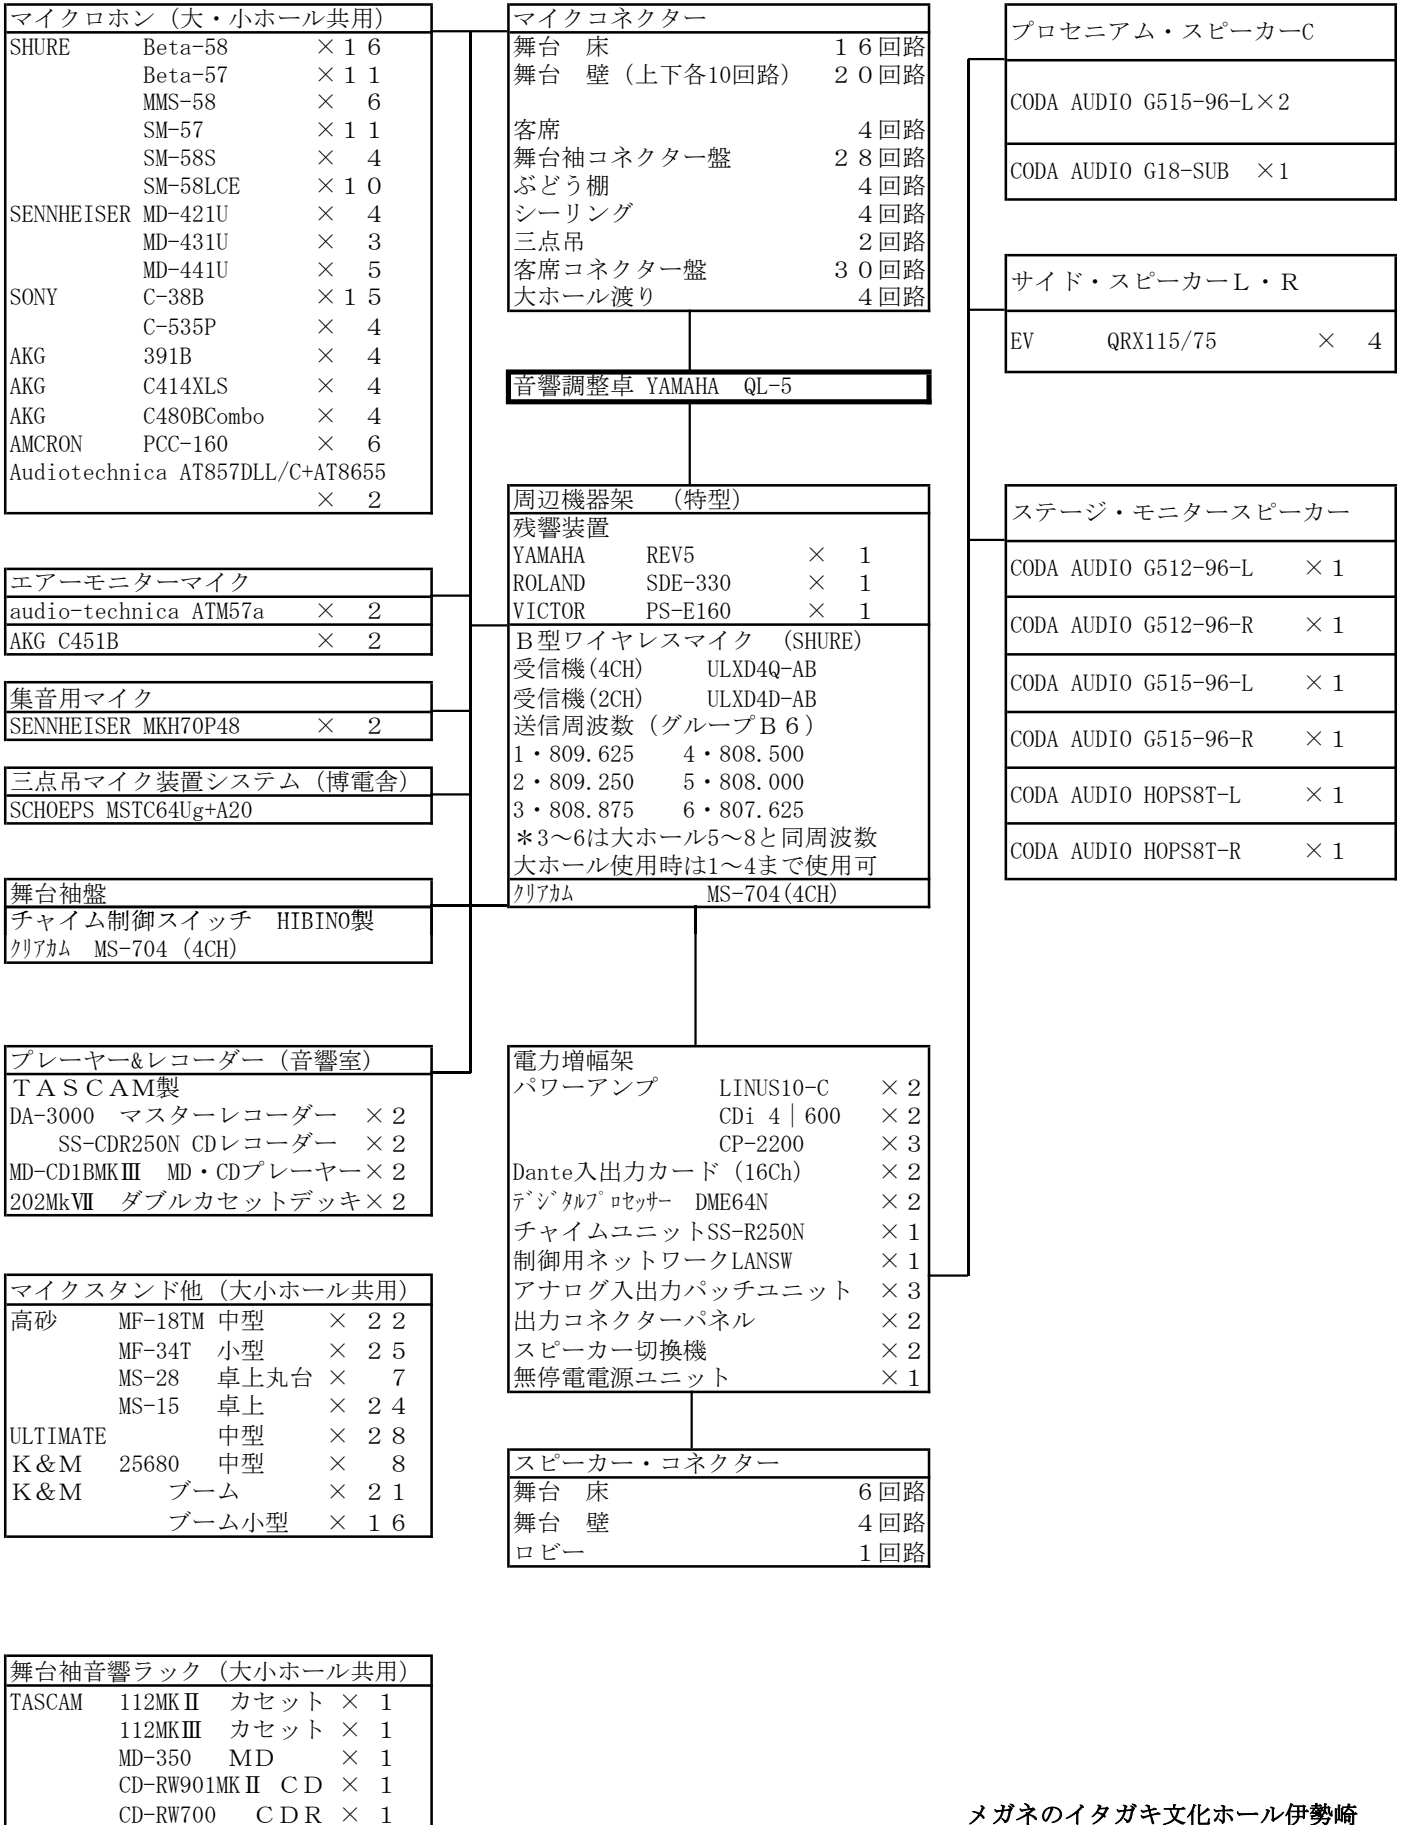 マイクロホン（大・小ホール共用）
SHURE Beta-58 ×１６
Beta-57 ×１１
MMS-58 × ６
SM-57 ×１１
SM-58S × ４
SM-58LCE ×１０
SENNHEISER MD-421U × ４
MD-431U × ３
MD-441U × ５
SONY C-38B ×１５
C-535P × ４
AKG 391B × ４
AKG C414XLS × ４
AKG C480BCombo × ４
AMCRON PCC-160 × ６
Audiotechnica AT857DLL/C+AT8655
× ２
エアーモニターマイク
audio-technica ATM57a × ２
AKG C451B × ２
集音用マイク
SENNHEISER MKH70P48 × ２
三点吊マイク装置システム（博電舎）
SCHOEPS MSTC64Ug+A20
舞台袖盤
チャイム制御スイッチ HIBINO製
ｸﾘｱｶﾑ MS-704 (4CH)
プレーヤー&レコーダー（音響室）
ＴＡＳＣＡＭ製
DA-3000 マスターレコーダー ×２
SS-CDR250N CDレコーダー ×２
MD-CD1BMKⅢ MD・CDプレーヤー×２
202MkⅦ ダブルカセットデッキ×２
マイクスタンド他（大小ホール共用）
高砂 MF-18TM 中型 × ２２
MF-34T 小型 × ２５
MS-28 卓上丸台 × ７
MS-15 卓上 × ２４
ULTIMATE 中型 × ２８
Ｋ＆Ｍ 25680 中型 × ８
Ｋ＆Ｍ ブーム × ２１
ブーム小型 × １６
舞台袖音響ラック（大小ホール共用）
TASCAM 112MKⅡ カセット × １
112MKⅢ カセット × １
MD-350 ＭＤ × １
CD-RW901MKⅡ ＣＤ × １
CD-RW700 ＣＤＲ × １
マイクコネクター
舞台 床 １６回路
舞台 壁（上下各10回路） ２０回路
客席 ４回路
舞台袖コネクター盤 ２８回路
ぶどう棚 ４回路
シーリング ４回路
三点吊 ２回路
客席コネクター盤 ３０回路
大ホール渡り ４回路
音響調整卓 YAMAHA QL-5
周辺機器架 （特型）
残響装置
YAMAHA REV5 × １
ROLAND SDE-330 × １
VICTOR PS-E160 × １
Ｂ型ワイヤレスマイク （SHURE）
受信機(4CH) ULXD4Q-AB
受信機(2CH) ULXD4D-AB
送信周波数（グループＢ６）
1・809.625 4・808.500
2・809.250 5・808.000
3・808.875 6・807.625
＊3～6は大ホール5～8と同周波数
大ホール使用時は1～4まで使用可
ｸﾘｱｶﾑ MS-704(4CH)
電力増幅架
パワーアンプ LINUS10-C ×２
CDi 4｜600 ×２
CP-2200 ×３
Dante入出力カード（16Ch） ×２
ﾃﾞｼﾞﾀﾙﾌﾟﾛｾｯｻｰ DME64N ×２
チャイムユニットSS-R250N ×１
制御用ネットワークLANSW ×１
アナログ入出力パッチユニット ×３
出力コネクターパネル ×２
スピーカー切換機 ×２
無停電電源ユニット ×１
スピーカー・コネクター
舞台 床 ６回路
舞台 壁 ４回路
ロビー １回路
プロセニアム・スピーカーC
CODA AUDIO G515-96-L×2
CODA AUDIO G18-SUB ×1
サイド・スピーカーＬ・Ｒ
EV QRX115/75 × ４
ステージ・モニタースピーカー
CODA AUDIO G512-96-L ×１
CODA AUDIO G512-96-R ×１
CODA AUDIO G515-96-L ×１
CODA AUDIO G515-96-R ×１
CODA AUDIO HOPS8T-L ×１
CODA AUDIO HOPS8T-R ×１
メガネのイタガキ文化ホール伊勢崎